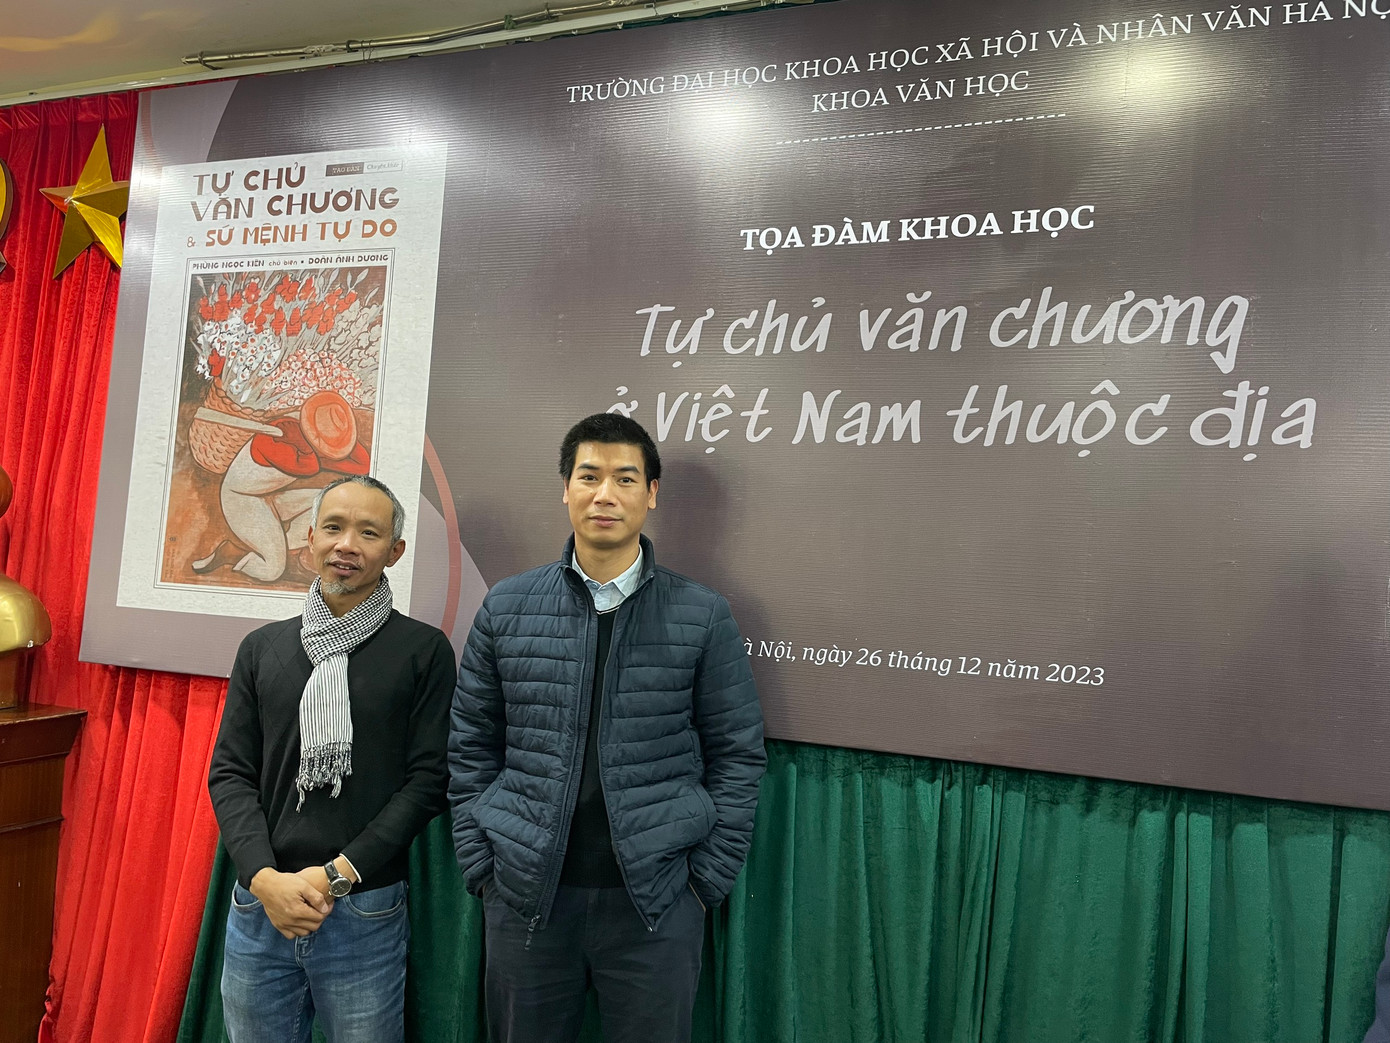 TRƯỜNG ĐẠI HỌC KHOA HỌC XÃ HỘI VÀ NHÂN VĂN HÀ NỘ
KHOA VĂN HỌC
TỌA ĐÀM KHOA HỌC
Tự chủ văn chương
ở Việt Nam thuộc địa
à Nội, ngày 26 tháng 12 năm 2023
TỰ CHỦ
VĂN CHƯƠNG
& SỨ MỆNH TỰ DO
TAO ĐÀN
PHÙNG NGỌC KIÊN chủ biên • ĐOÀN ÁNH DƯƠNG